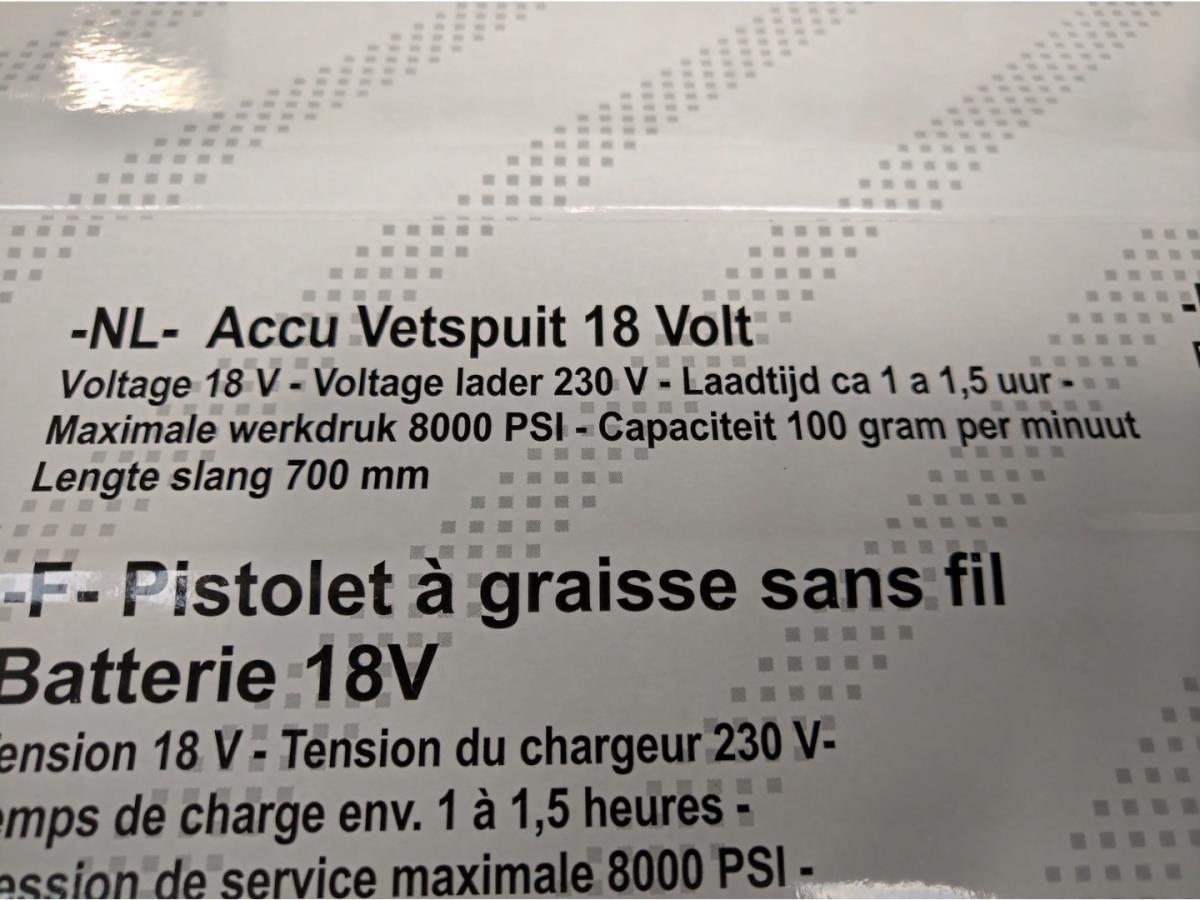 -NL- Accu Vetspuit 18 Volt
Voltage 18 V - Voltage lader 230 V - Laadtijd ca 1 a 1,5 uur -
Maximale werkdruk 8000 PSI - Capaciteit 100 gram per minuut
Lengte slang 700 mm
-F- Pistolet à graisse sans fil
Batterie 18V
ension 18 V - Tension du chargeur 230 V-
emps de charge env. 1 à 1,5 heures -
ession de service maximale 8000 PSI -